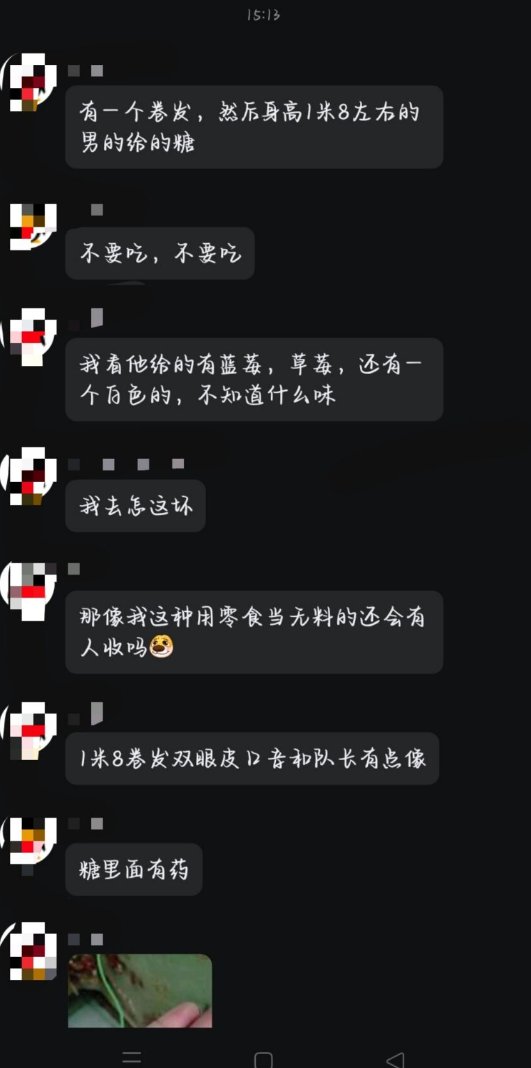 15:13
有一个卷发，然后身高1米8左右的
男的给的糖
不要吃，不要吃
我看他给的有蓝莓，草莓，还有一
个白色的，不知道什么味
我去怎这坏
那像我这种用零食当无料的还会有
人收吗
1米8卷发双眼皮口音和队长有点像
糖里面有药